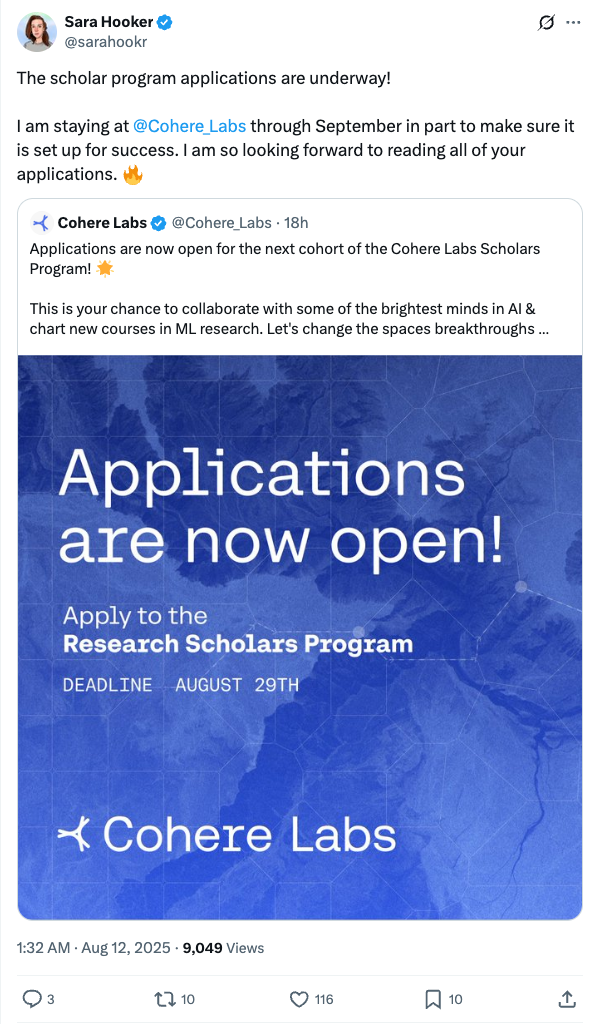 Sara Hooker
@sarahookr
The scholar program applications are underway!
I am staying at @Cohere_Labs through September in part to make sure it
is set up for success. I am so looking forward to reading all of your
applications. 🔥
Cohere Labs @Cohere_Labs · 18h
Applications are now open for the next cohort of the Cohere Labs Scholars
Program! 🌟
This is your chance to collaborate with some of the brightest minds in AI &
chart new courses in ML research. Let's change the spaces breakthroughs ...
Applications
are now open!
Apply to the
Research Scholars Program
DEADLINE AUGUST 29TH
Cohere Labs
1:32 AM · Aug 12, 2025 · 9,049 Views
3 10 116 10